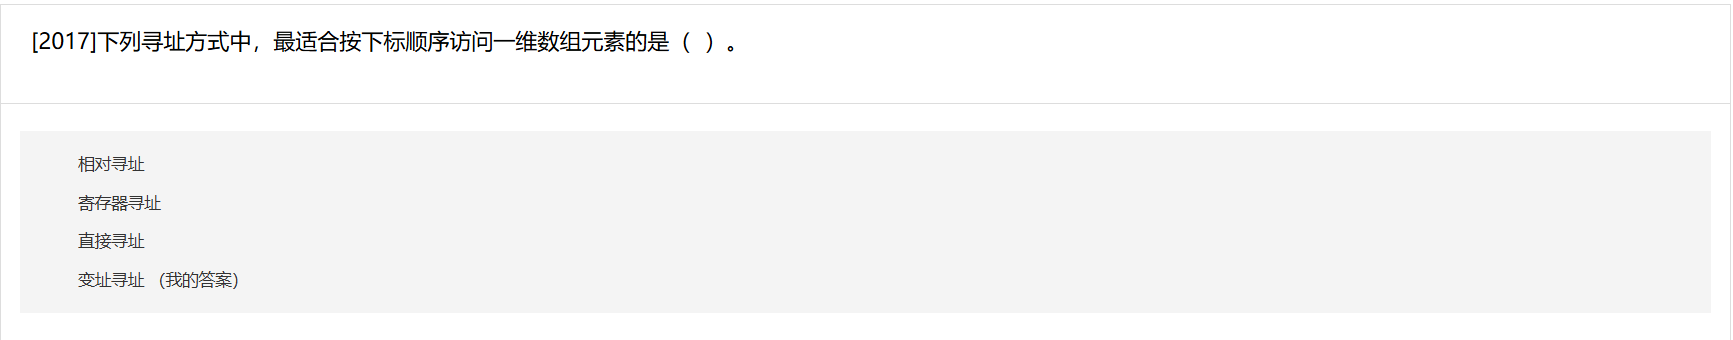 [2017]下列寻址方式中，最适合按下标顺序访问一维数组元素的是（  ）。
相对寻址
寄存器寻址
直接寻址
变址寻址 （我的答案）